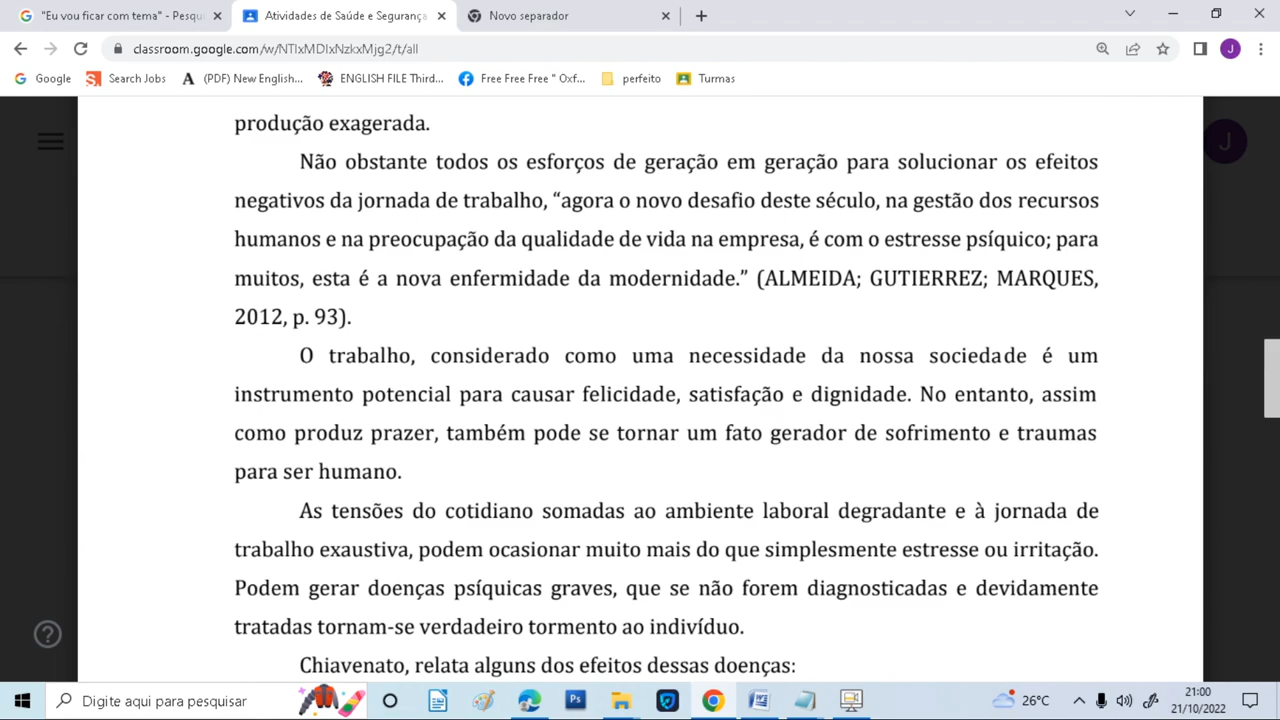 "Eu vou ficar com tema" - Pesqu
Atividades de Saúde e Segurança
Novo separador
classroom.google.com/w/NTIxMDIxNzkxMjg2/t/all
J
Google
Search Jobs
(PDF) New English...
ENGLISH FILE Third...
Free Free Free " Oxf...
perfeito
Turmas
J
produção exagerada.
Não obstante todos os esforços de geração em geração para solucionar os efeitos
negativos da jornada de trabalho, “agora o novo desafio deste século, na gestão dos recursos
humanos e na preocupação da qualidade de vida na empresa, é com o estresse psíquico; para
muitos, esta é a nova enfermidade da modernidade.” (ALMEIDA; GUTIERREZ; MARQUES,
2012, p. 93).
O trabalho, considerado como uma necessidade da nossa sociedade é um
instrumento potencial para causar felicidade, satisfação e dignidade. No entanto, assim
como produz prazer, também pode se tornar um fato gerador de sofrimento e traumas
para ser humano.
As tensões do cotidiano somadas ao ambiente laboral degradante e à jornada de
trabalho exaustiva, podem ocasionar muito mais do que simplesmente estresse ou irritação.
Podem gerar doenças psíquicas graves, que se não forem diagnosticadas e devidamente
tratadas tornam-se verdadeiro tormento ao indivíduo.
Chiavenato, relata alguns dos efeitos dessas doenças:
Digite aqui para pesquisar
Ps
26°C
21:00
21/10/2022